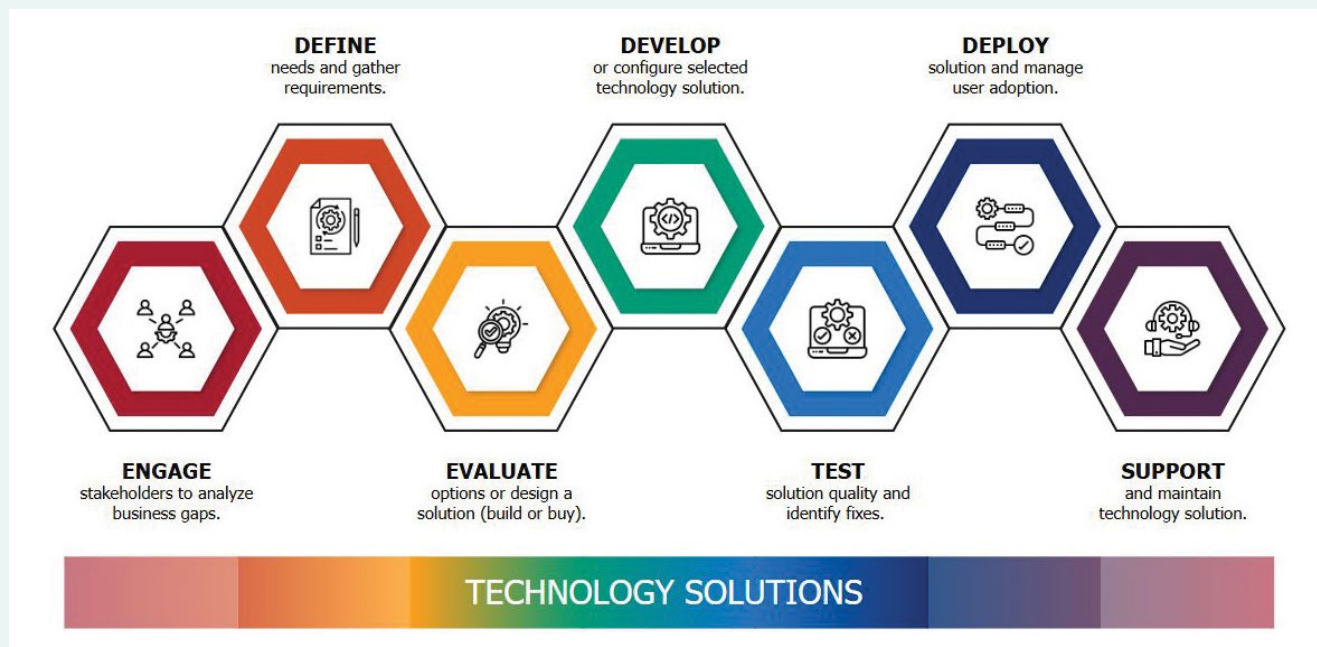 ENGAGE
stakeholders to analyze
business gaps.
DEFINE
needs and gather
requirements.
EVALUATE
options or design a
solution (build or buy).
DEVELOP
or configure selected
technology solution.
TEST
solution quality and
identify fixes.
DEPLOY
solution and manage
user adoption.
SUPPORT
and maintain
technology solution.
TECHNOLOGY SOLUTIONS